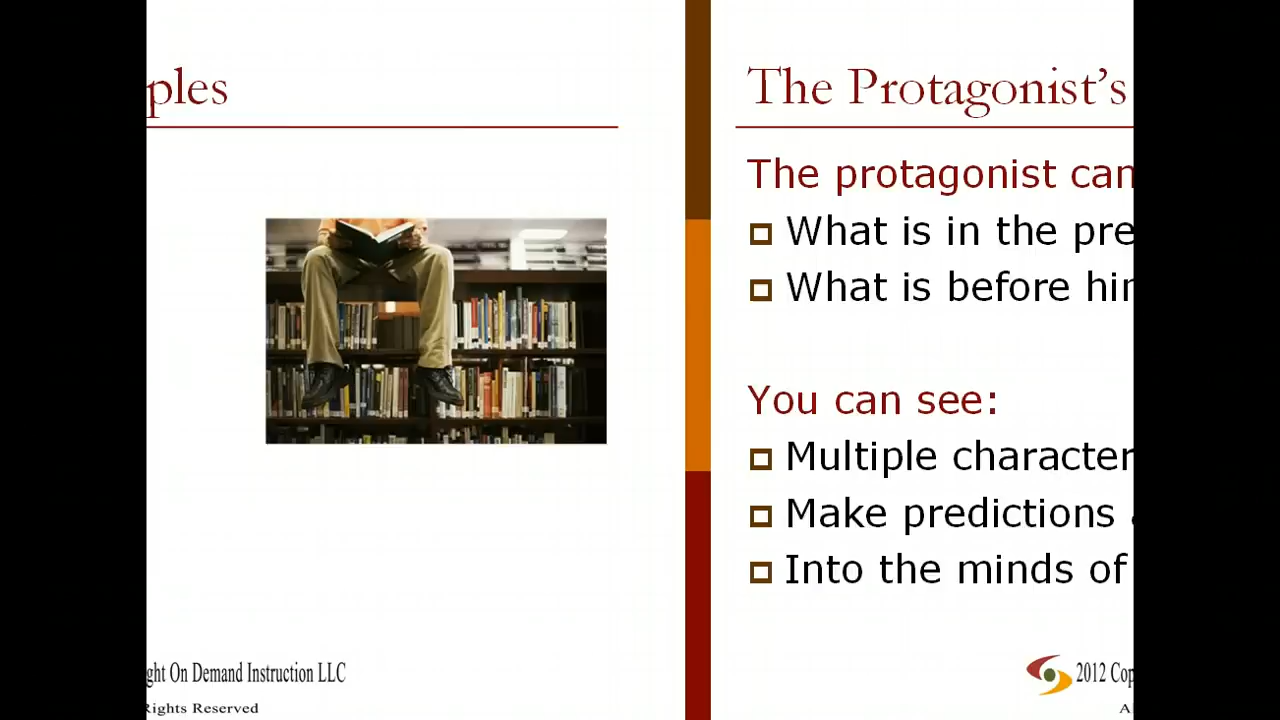 ples
ght On Demand Instruction LLC
Rights Reserved
The Protagonist's
The protagonist can
What is in the pre
What is before hi
You can see:
Multiple character
Make predictions
Into the minds of
2012 Cop
A